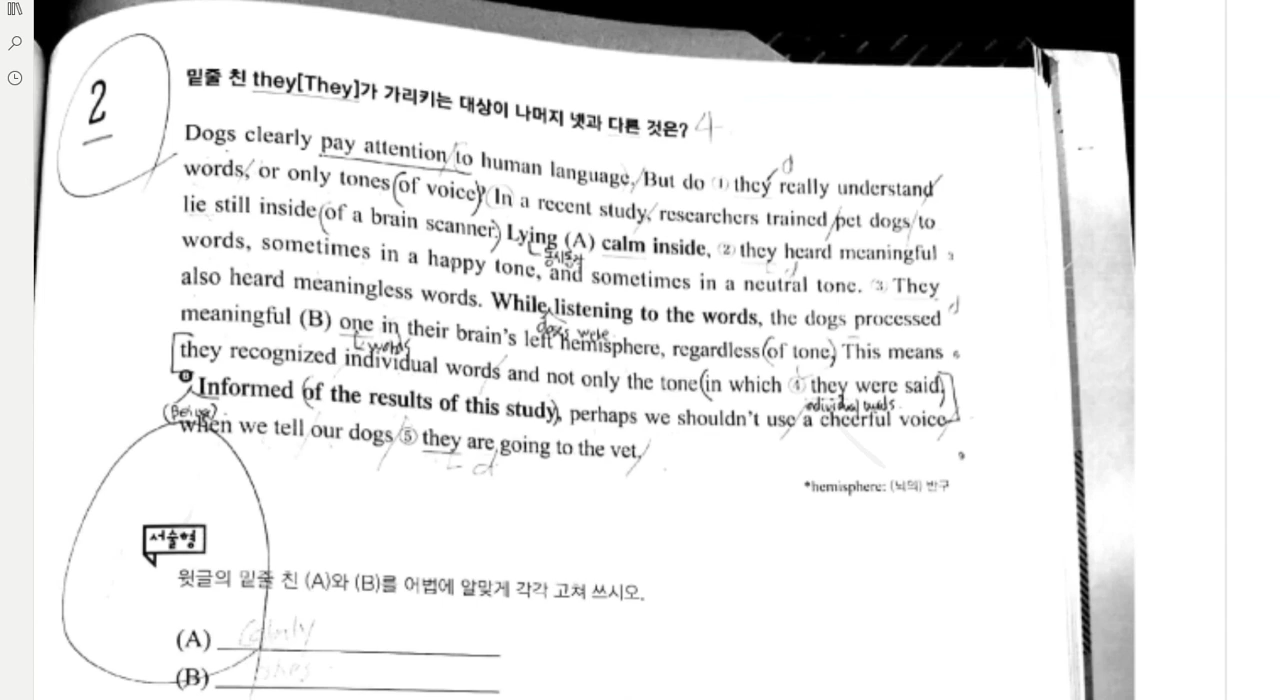 2
밑줄 친 they[They]가 가리키는 대상이 나머지 넷과 다른 것은? 4
Dogs clearly pay attention to human language, But do ① they really understand
d
words, or only tones of voice? In a recent study, researchers trained pet dogs to
lie still inside of a brain scanner. Lying (A) calm inside, ② they heard meaningful
words, sometimes in a happy tone, and sometimes in a neutral tone. ③ They
also heard meaningless words. While listening to the words, the dogs processed
d
meaningful (B) one in their brain's left hemisphere, regardless of tone. This means
dogs were
words
they recognized individual words and not only the tone in which ④ they were said.
individual words
Informed of the results of this study, perhaps we shouldn't use a cheerful voice
(Being)
when we tell our dogs ⑤ they are going to the vet.
d
*hemisphere: (뇌의) 반구
서술형
윗글의 밑줄 친 (A)와 (B)를 어법에 알맞게 각각 고쳐 쓰시오.
(A) calmly
(B) ones